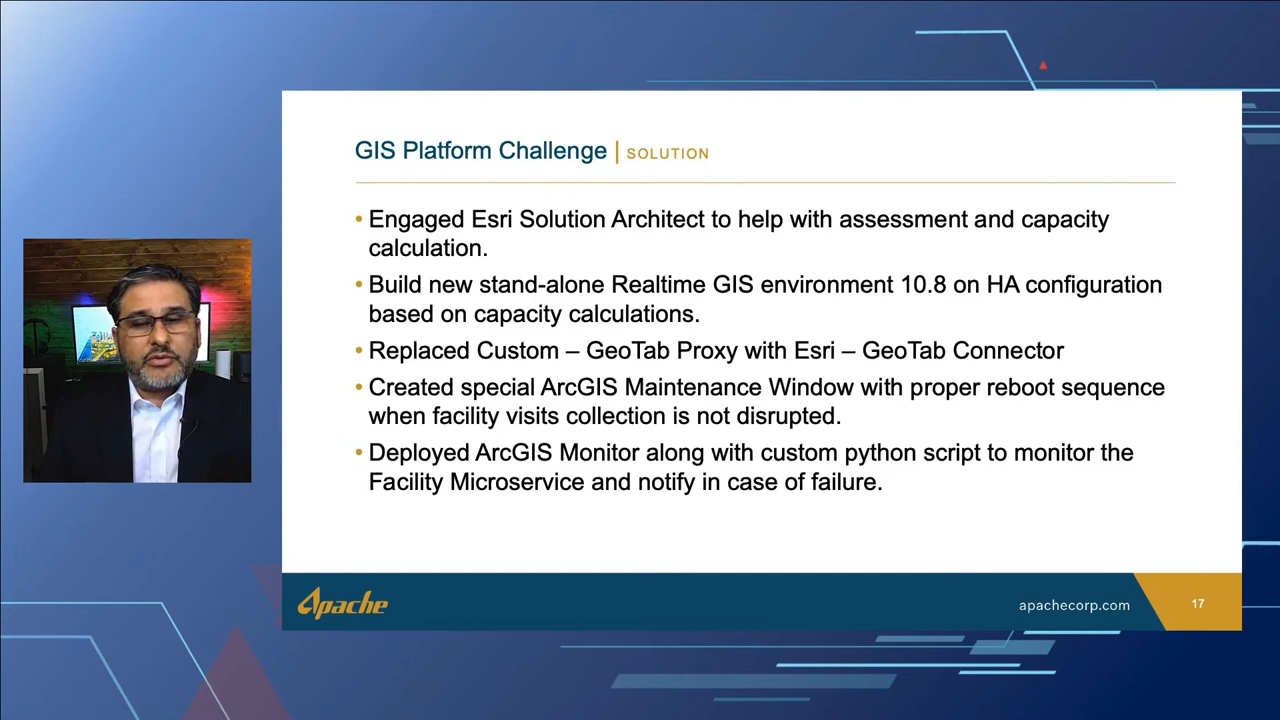 GIS Platform Challenge | SOLUTION
• Engaged Esri Solution Architect to help with assessment and capacity
calculation.
• Build new stand-alone Realtime GIS environment 10.8 on HA configuration
based on capacity calculations.
• Replaced Custom – GeoTab Proxy with Esri – GeoTab Connector
• Created special ArcGIS Maintenance Window with proper reboot sequence
when facility visits collection is not disrupted.
• Deployed ArcGIS Monitor along with custom python script to monitor the
Facility Microservice and notify in case of failure.
Apache
apachecorp.com
17